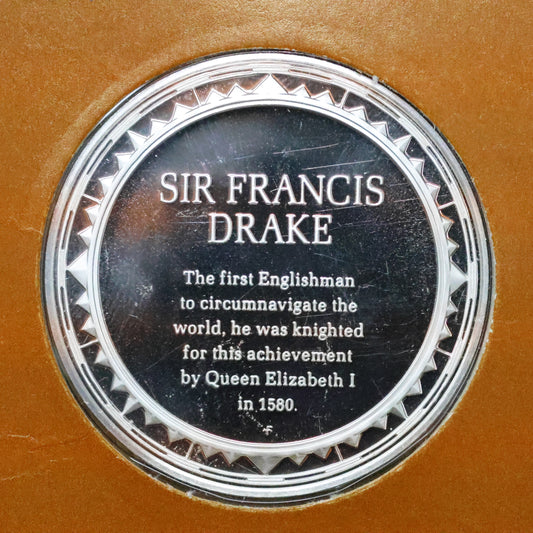 SIR FRANCIS
DRAKE
The first Englishman
to circumnavigate the
world, he was knighted
for this achievement
by Queen Elizabeth I
in 1580.